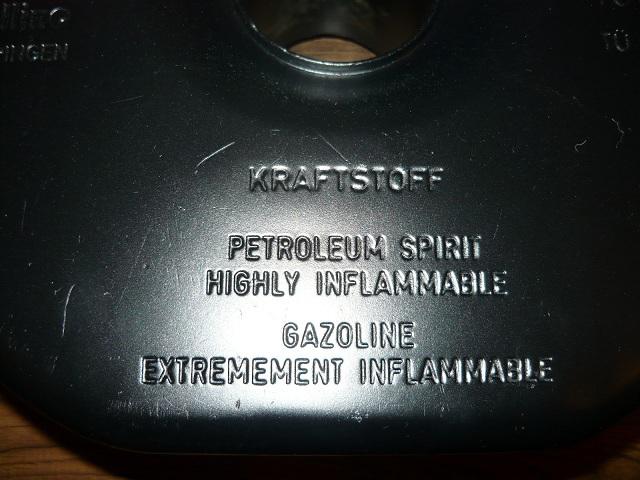 KRAFTSTOFF
PETROLEUM SPIRIT
HIGHLY INFLAMMABLE
GAZOLINE
EXTREMEMENT INFLAMMABLE